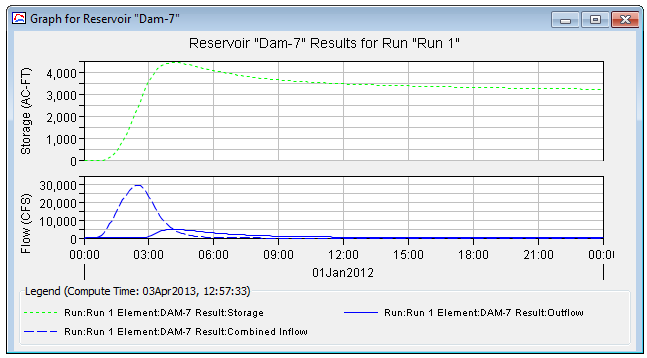 Graph for Reservoir "Dam-7"
Reservoir "Dam-7" Results for Run "Run 1"
Storage (AC-FT)
4,000
3,000
2,000
1,000
0
Flow (CFS)
30,000
20,000
10,000
0
00:00 03:00 06:00 09:00 12:00 15:00 18:00 21:00 00:0
01Jan2012
Legend (Compute Time: 03Apr2013, 12:57:33)
Run:Run 1 Element:DAM-7 Result:Storage
Run:Run 1 Element:DAM-7 Result:Outflow
Run:Run 1 Element:DAM-7 Result:Combined Inflow